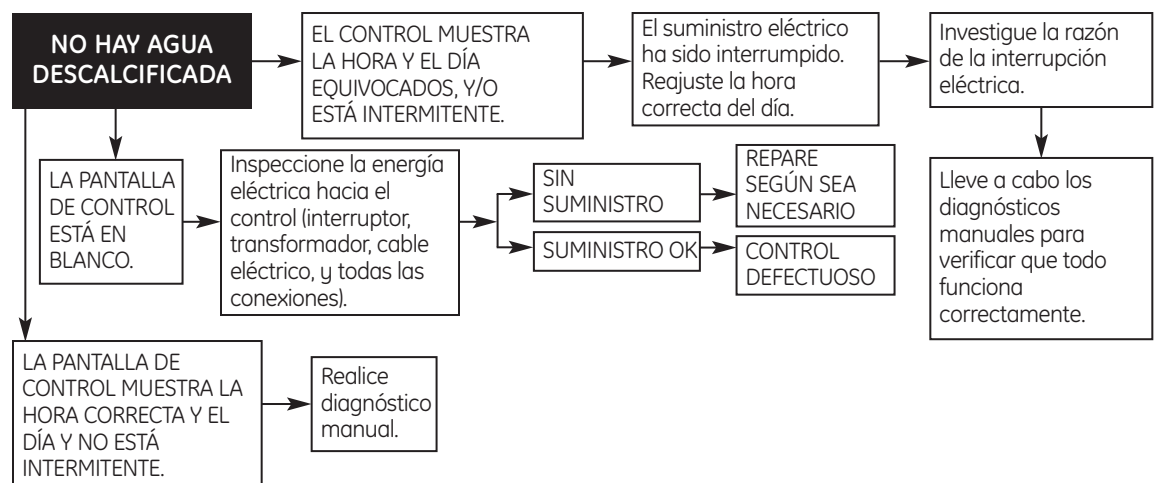 NO HAY AGUA
DESCALCIFICADA
EL CONTROL MUESTRA
LA HORA Y EL DÍA
EQUIVOCADOS, Y/O
ESTÁ INTERMITENTE.
El suministro eléctrico
ha sido interrumpido.
Reajuste la hora
correcta del día.
Investigue la razón
de la interrupción
eléctrica.
Lleve a cabo los
diagnósticos
manuales para
verificar que todo
funciona
correctamente.
LA PANTALLA
DE CONTROL
ESTÁ EN
BLANCO.
Inspeccione la energía
eléctrica hacia el
control (interruptor,
transformador, cable
eléctrico, y todas las
conexiones).
SIN
SUMINISTRO
REPARE
SEGÚN SEA
NECESARIO
SUMINISTRO OK
CONTROL
DEFECTUOSO
LA PANTALLA DE
CONTROL MUESTRA LA
HORA CORRECTA Y EL
DÍA Y NO ESTÁ
INTERMITENTE.
Realice
diagnóstico
manual.